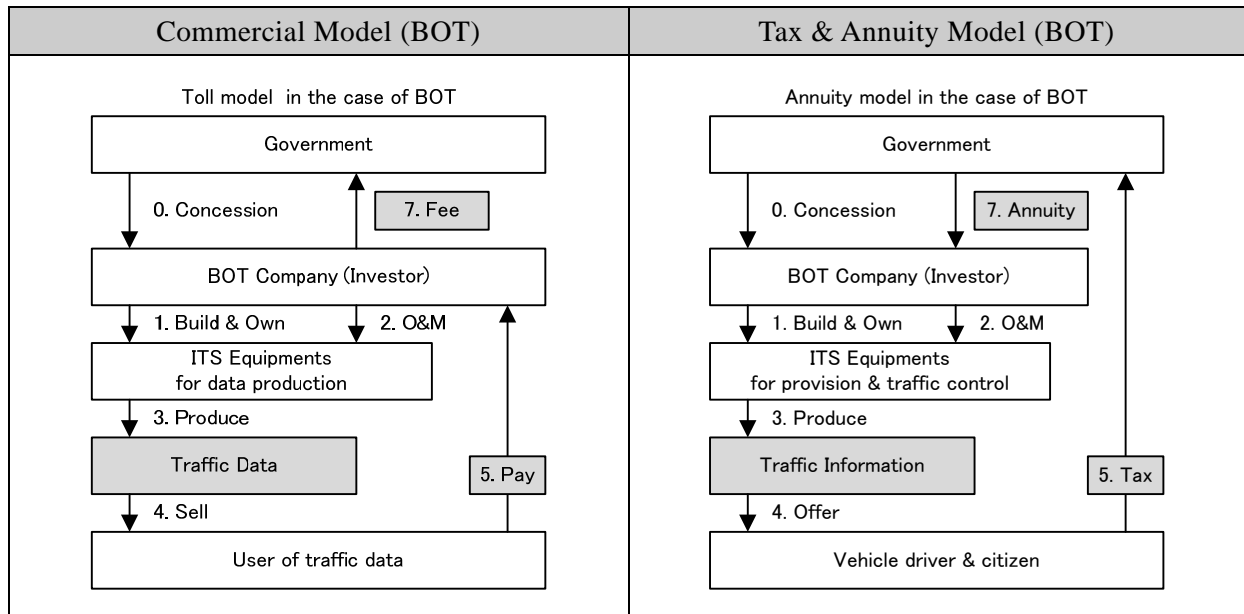 Commercial Model (BOT)
Toll model in the case of BOT
Government
0. Concession
7. Fee
BOT Company (Investor)
1. Build & Own
2. O&M
ITS Equipments
for data production
3. Produce
Traffic Data
5. Pay
4. Sell
User of traffic data
Tax & Annuity Model (BOT)
Annuity model in the case of BOT
Government
0. Concession
7. Annuity
BOT Company (Investor)
1. Build & Own
2. O&M
ITS Equipments
for provision & traffic control
3. Produce
Traffic Information
5. Tax
4. Offer
Vehicle driver & citizen